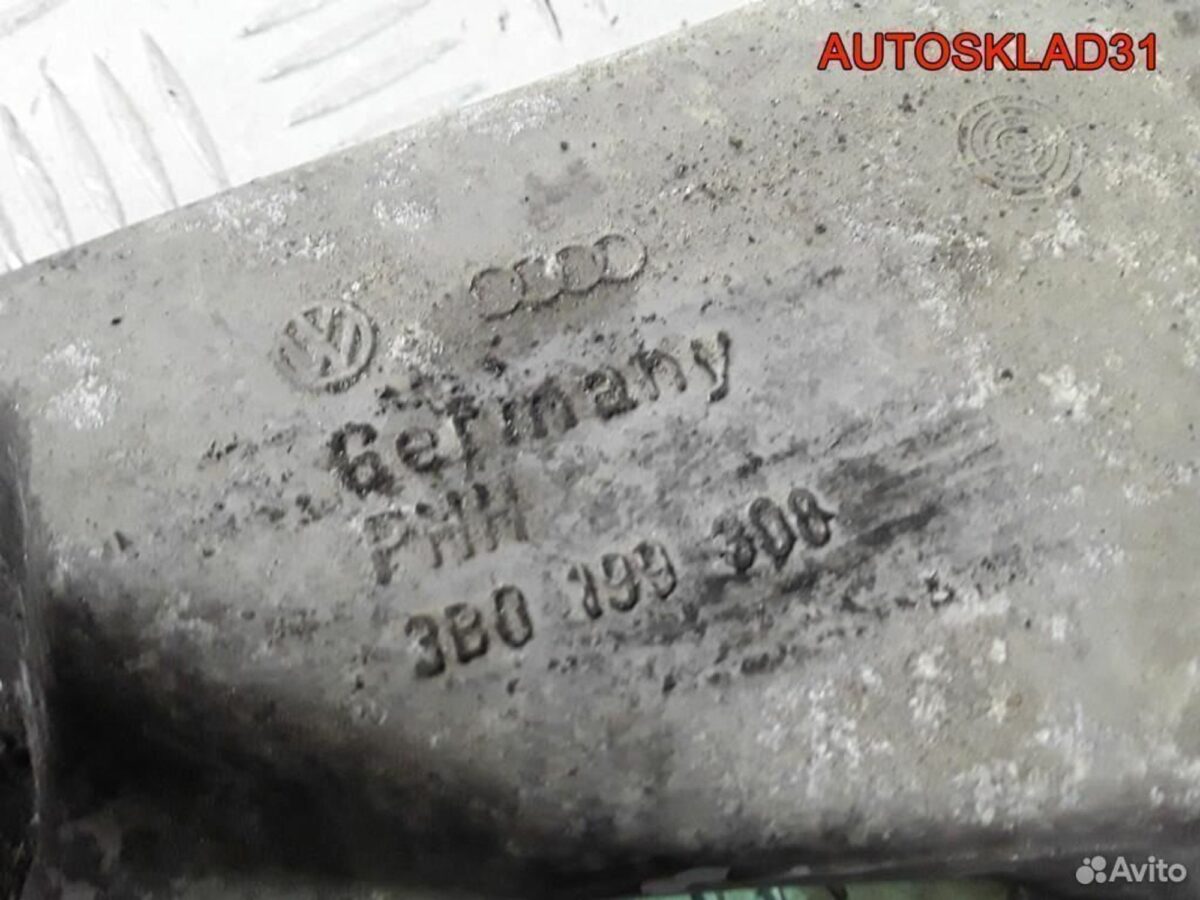 AUTOSKLAD31
Germany
PHH
3B0 199 308
Avito